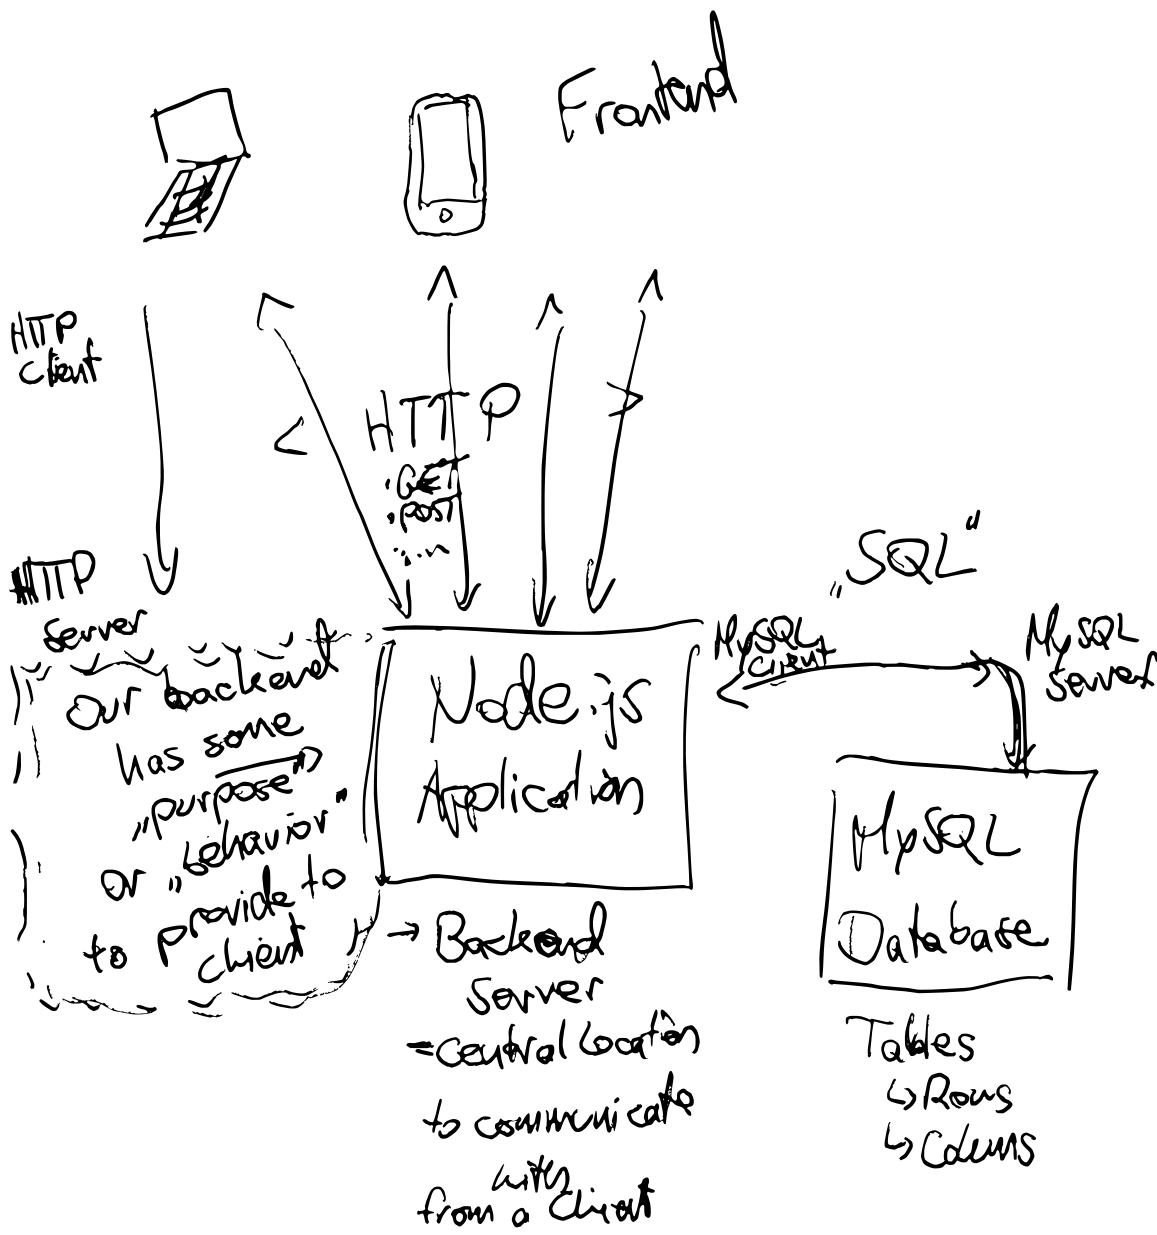 Frontend
HTTP
client
HTTP
:GET
:POST
:...
HTTP
Server
„SQL"
MySQL
client
MySQL
Server
Our backend
has some
„purpose"
or „behavior"
to provide to
client
Node.js
Application
MySQL
Database
→ Backend
Server
= central location
to communicate
with
from a client
Tables
↳ Rows
↳ Colums